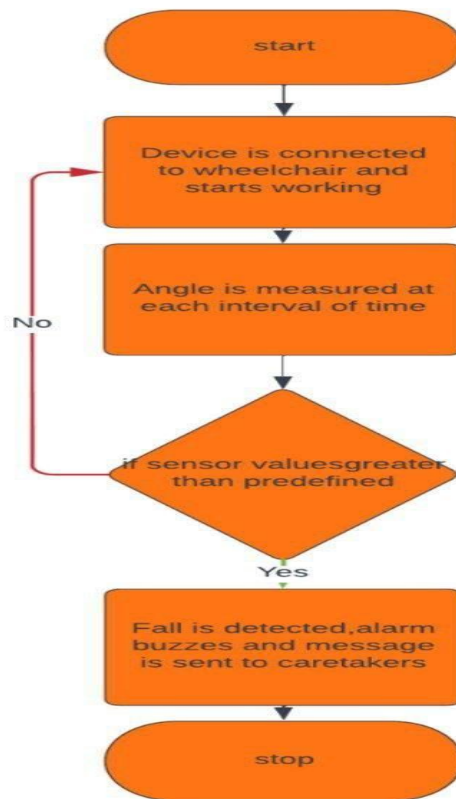 start
Device is connected
to wheelchair and
starts working
Angle is measured at
each interval of time
No
if sensor valuesgreater
than predefined
Yes
Fall is detected,alarm
buzzes and message
is sent to caretakers
stop